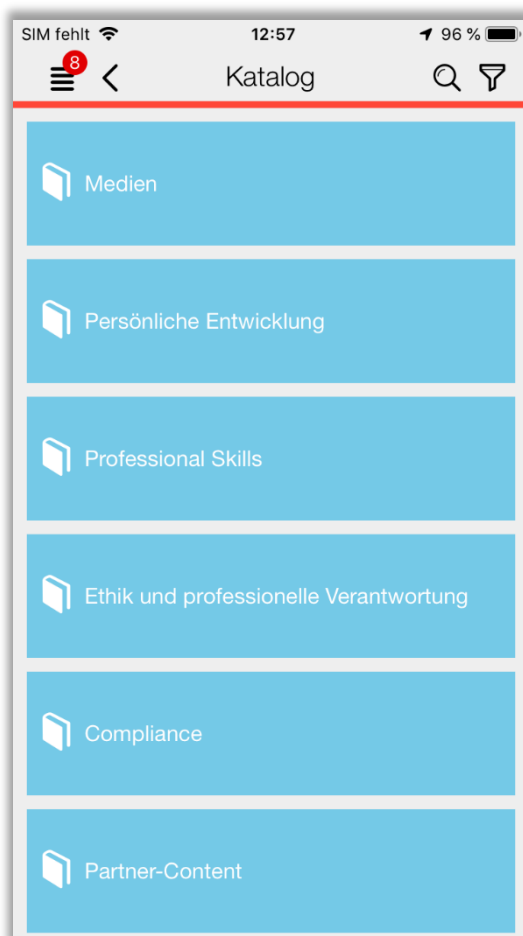 SIM fehlt 12:57 96 %
8 Katalog
Medien
Persönliche Entwicklung
Professional Skills
Ethik und professionelle Verantwortung
Compliance
Partner-Content